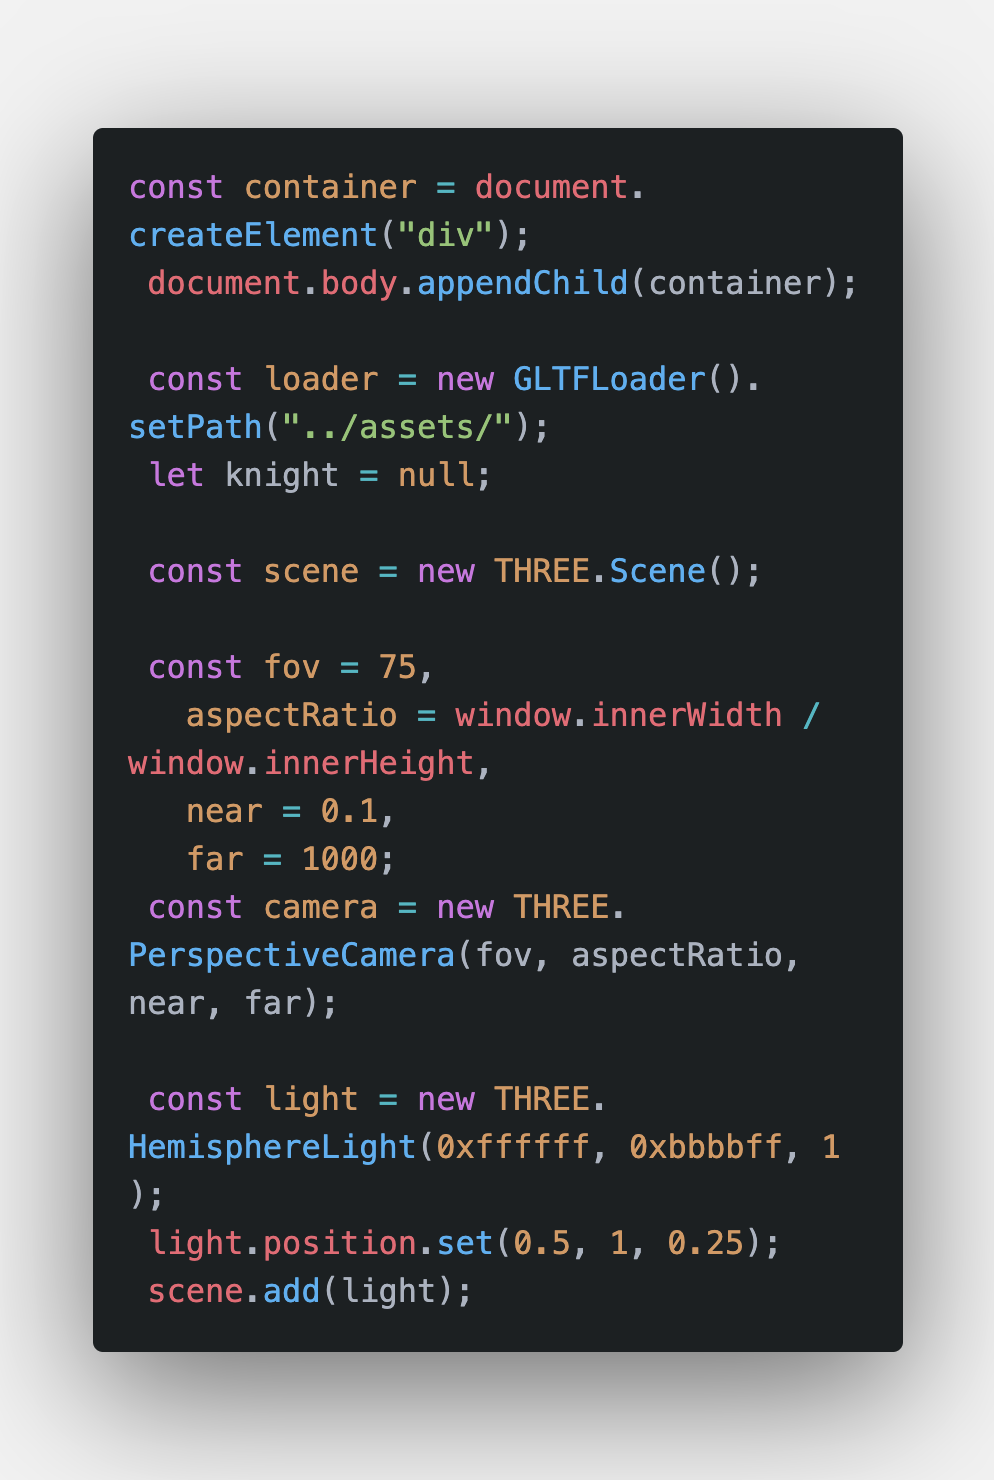 const container = document.
createElement("div");
 document.body.appendChild(container);

 const loader = new GLTFLoader().
setPath("../assets/");
 let knight = null;

 const scene = new THREE.Scene();

 const fov = 75,
   aspectRatio = window.innerWidth /
window.innerHeight,
   near = 0.1,
   far = 1000;
 const camera = new THREE.
PerspectiveCamera(fov, aspectRatio,
near, far);

 const light = new THREE.
HemisphereLight(0xffffff, 0xbbbbff, 1
);
 light.position.set(0.5, 1, 0.25);
 scene.add(light);